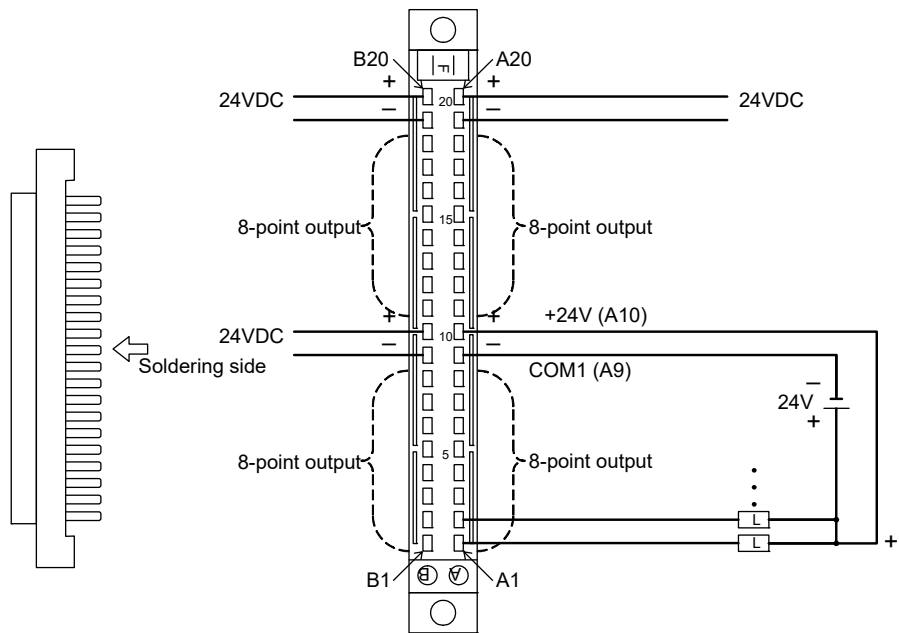 B20
A20
F
+
+
24VDC
20
24VDC
–
–
8-point output
15
8-point output
+
+
+24V (A10)
24VDC
10
–
–
Soldering side
COM1 (A9)
–
24V
+
8-point output
5
8-point output
L
L
+
B1
B
A
A1